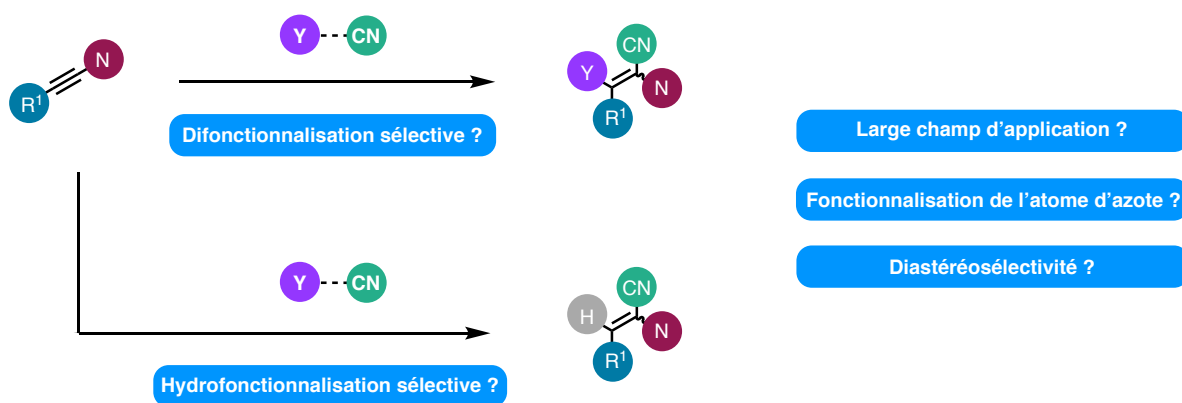 Y CN
N
R¹
Difonctionnalisation sélective ?
CN
Y
N
R¹
Large champ d'application ?
Fonctionnalisation de l'atome d'azote ?
Diastéréosélectivité ?
Y CN
Hydrofonctionnalisation sélective ?
CN
H
N
R¹